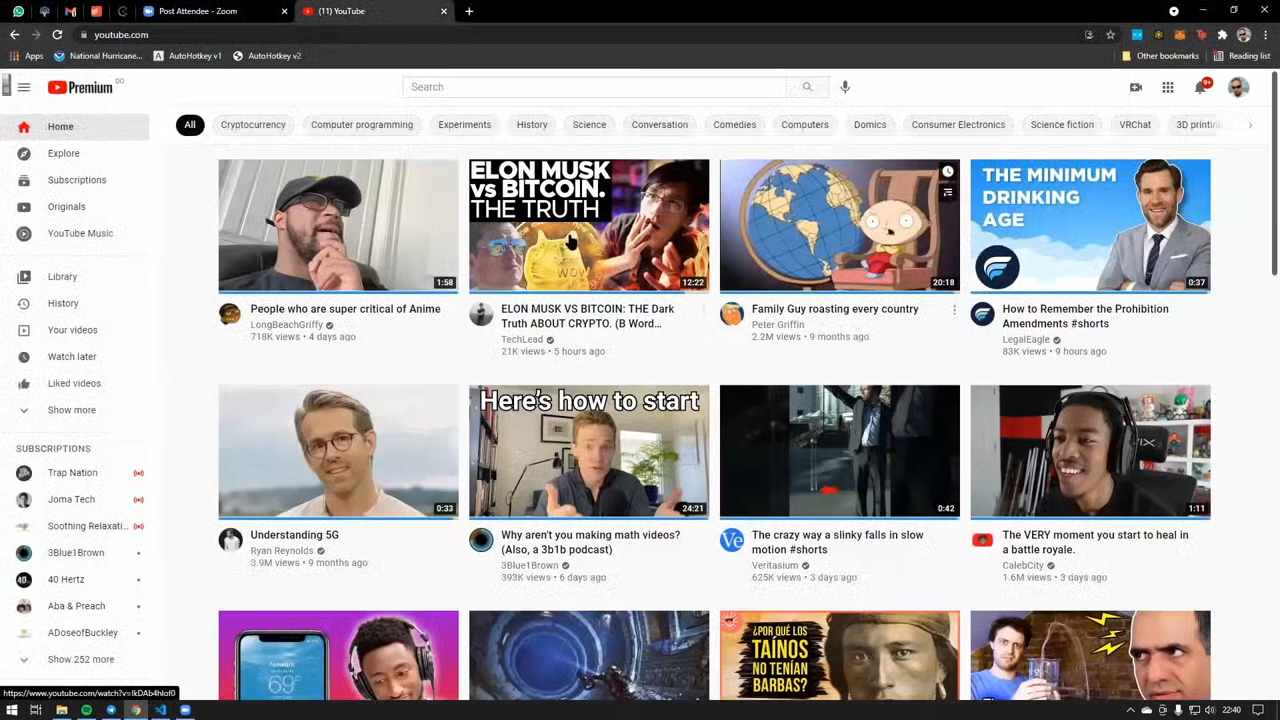 Post Attendee - Zoom
(11) YouTube
youtube.com
Apps
National Hurricane...
AutoHotkey v1
AutoHotkey v2
Other bookmarks
Reading list
Premium
DO
Search
9+
All
Cryptocurrency
Computer programming
Experiments
History
Science
Conversation
Comedies
Computers
Domics
Consumer Electronics
Science fiction
VRChat
3D printin
Home
Explore
Subscriptions
Originals
YouTube Music
Library
History
Your videos
Watch later
Liked videos
Show more
SUBSCRIPTIONS
Trap Nation
Joma Tech
Soothing Relaxati...
3Blue1Brown
40 Hertz
Aba & Preach
ADoseofBuckley
Show 252 more
1:58
People who are super critical of Anime
LongBeachGriffy
718K views • 4 days ago
ELON MUSK
vs BITCOIN.
THE TRUTH
WOW
12:22
ELON MUSK VS BITCOIN: THE Dark
Truth ABOUT CRYPTO. (B Word...
TechLead
21K views • 5 hours ago
20:18
Family Guy roasting every country
Peter Griffin
2.2M views • 9 months ago
THE MINIMUM
DRINKING
AGE
0:37
How to Remember the Prohibition
Amendments #shorts
LegalEagle
83K views • 9 hours ago
0:33
Understanding 5G
Ryan Reynolds
3.9M views • 9 months ago
Here's how to start
24:21
Why aren't you making math videos?
(Also, a 3b1b podcast)
3Blue1Brown
393K views • 6 days ago
0:42
Ve
The crazy way a slinky falls in slow
motion #shorts
Veritasium
625K views • 3 days ago
1:11
The VERY moment you start to heal in
a battle royale.
CalebCity
1.6M views • 3 days ago
Newark
69°
¿POR QUÉ LOS
TAÍNOS
NO TENÍAN
BARBAS?
22:40